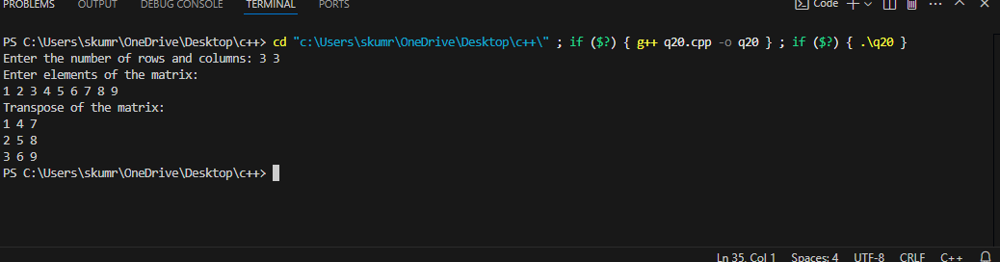 PROBLEMS OUTPUT DEBUG CONSOLE TERMINAL PORTS Code
PS C:\Users\skumr\OneDrive\Desktop\c++> cd "c:\Users\skumr\OneDrive\Desktop\c++\" ; if ($?) { g++ q20.cpp -o q20 } ; if ($?) { .\q20 }
Enter the number of rows and columns: 3 3
Enter elements of the matrix:
1 2 3 4 5 6 7 8 9
Transpose of the matrix:
1 4 7
2 5 8
3 6 9
PS C:\Users\skumr\OneDrive\Desktop\c++>
Ln 35, Col 1 Spaces: 4 UTF-8 CRLF C++